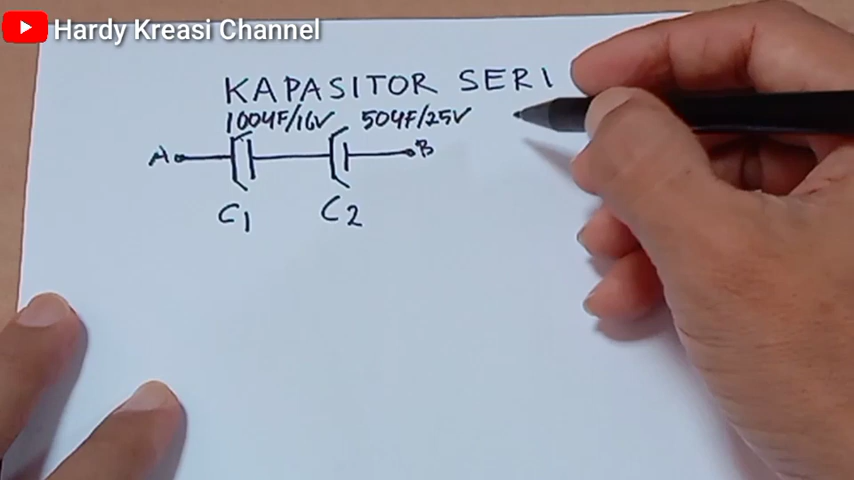 Hardy Kreasi Channel
KAPASITOR SERI
100µF/16V 50µF/25V
A B
C1 C2